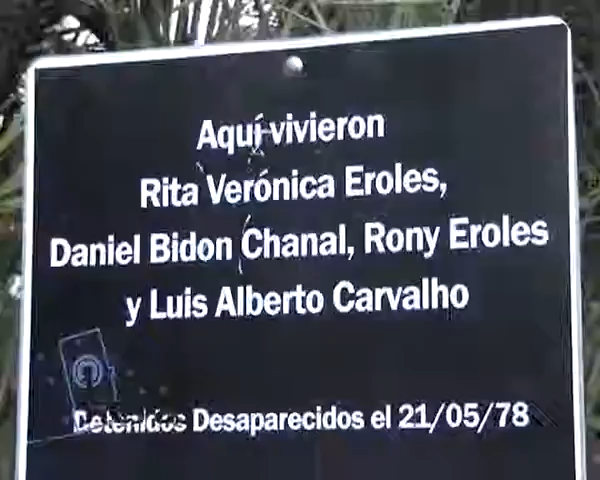 Aquí vivieron
Rita Verónica Eroles,
Daniel Bidon Chanal, Rony Eroles
y Luis Alberto Carvalho
Detenidos Desaparecidos el 21/05/78